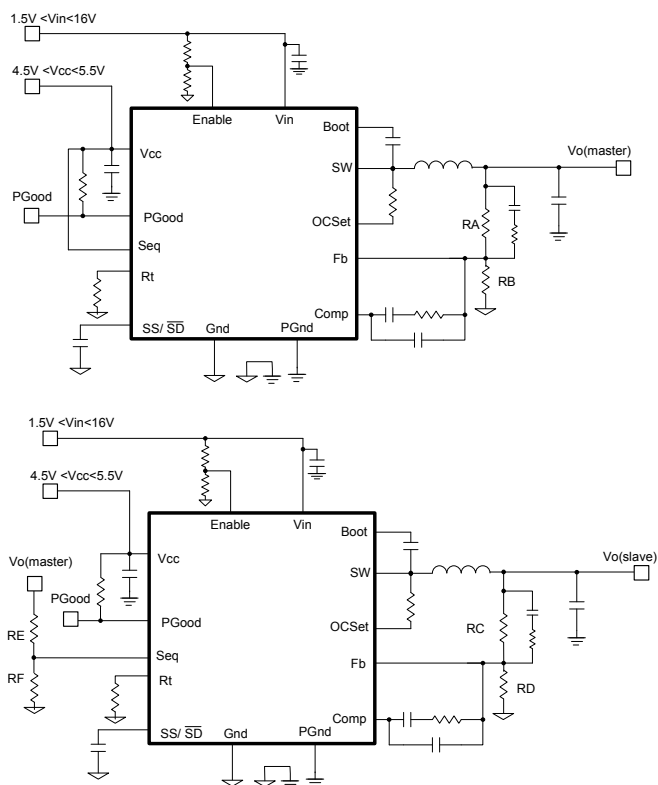 1.5V <Vin<16V
4.5V <Vcc<5.5V
Enable Vin
Boot
Vcc
SW
Vo(master)
PGood
PGood
OCSet
RA
Seq
Fb
Rt
RB
Comp
SS/ SD Gnd PGnd
1.5V <Vin<16V
4.5V <Vcc<5.5V
Enable Vin
Boot
Vo(master)
Vcc
SW
Vo(slave)
PGood
PGood
OCSet
RC
RE
Seq
Fb
RF
Rt
RD
Comp
SS/ SD Gnd PGnd